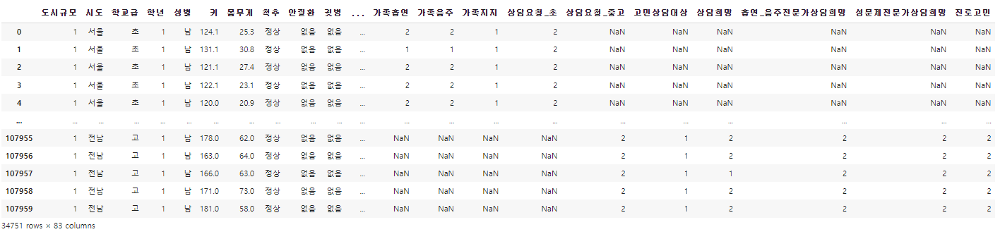 도시규모 시도 학교급 학년 성별 키 몸무게 척추 안질환 귓병 ... 가족흡연 가족음주 가족지지 상담요청_초 상담요청_중고 고민상담대상 상담희망 흡연_음주전문가상담희망 성문제전문가상담희망 진로고민
0 1 서울 초 1 남 124.1 25.3 정상 없음 없음 ... 2 2 1 2 NaN NaN NaN NaN NaN NaN
1 1 서울 초 1 남 131.1 30.8 정상 없음 없음 ... 1 1 1 2 NaN NaN NaN NaN NaN NaN
2 1 서울 초 1 남 121.1 27.4 정상 없음 없음 ... 2 2 1 2 NaN NaN NaN NaN NaN NaN
3 1 서울 초 1 남 122.1 23.1 정상 없음 없음 ... 2 2 1 2 NaN NaN NaN NaN NaN NaN
4 1 서울 초 1 남 120.0 20.9 정상 없음 없음 ... 2 2 1 2 NaN NaN NaN NaN NaN NaN
... ... ... ... ... ... ... ... ... ... ... ... ... ... ... ... ... ... ... ... ... ...
107955 1 전남 고 1 남 178.0 62.0 정상 없음 없음 ... NaN NaN NaN NaN 2 1 2 2 2 2
107956 1 전남 고 1 남 163.0 64.0 정상 없음 없음 ... NaN NaN NaN NaN 2 1 2 2 2 2
107957 1 전남 고 1 남 166.0 63.0 정상 없음 없음 ... NaN NaN NaN NaN 2 1 1 2 2 2
107958 1 전남 고 1 남 171.0 73.0 정상 없음 없음 ... NaN NaN NaN NaN 2 1 2 2 2 2
107959 1 전남 고 1 남 181.0 58.0 정상 없음 없음 ... NaN NaN NaN NaN 2 1 2 2 2 2
34751 rows × 83 columns